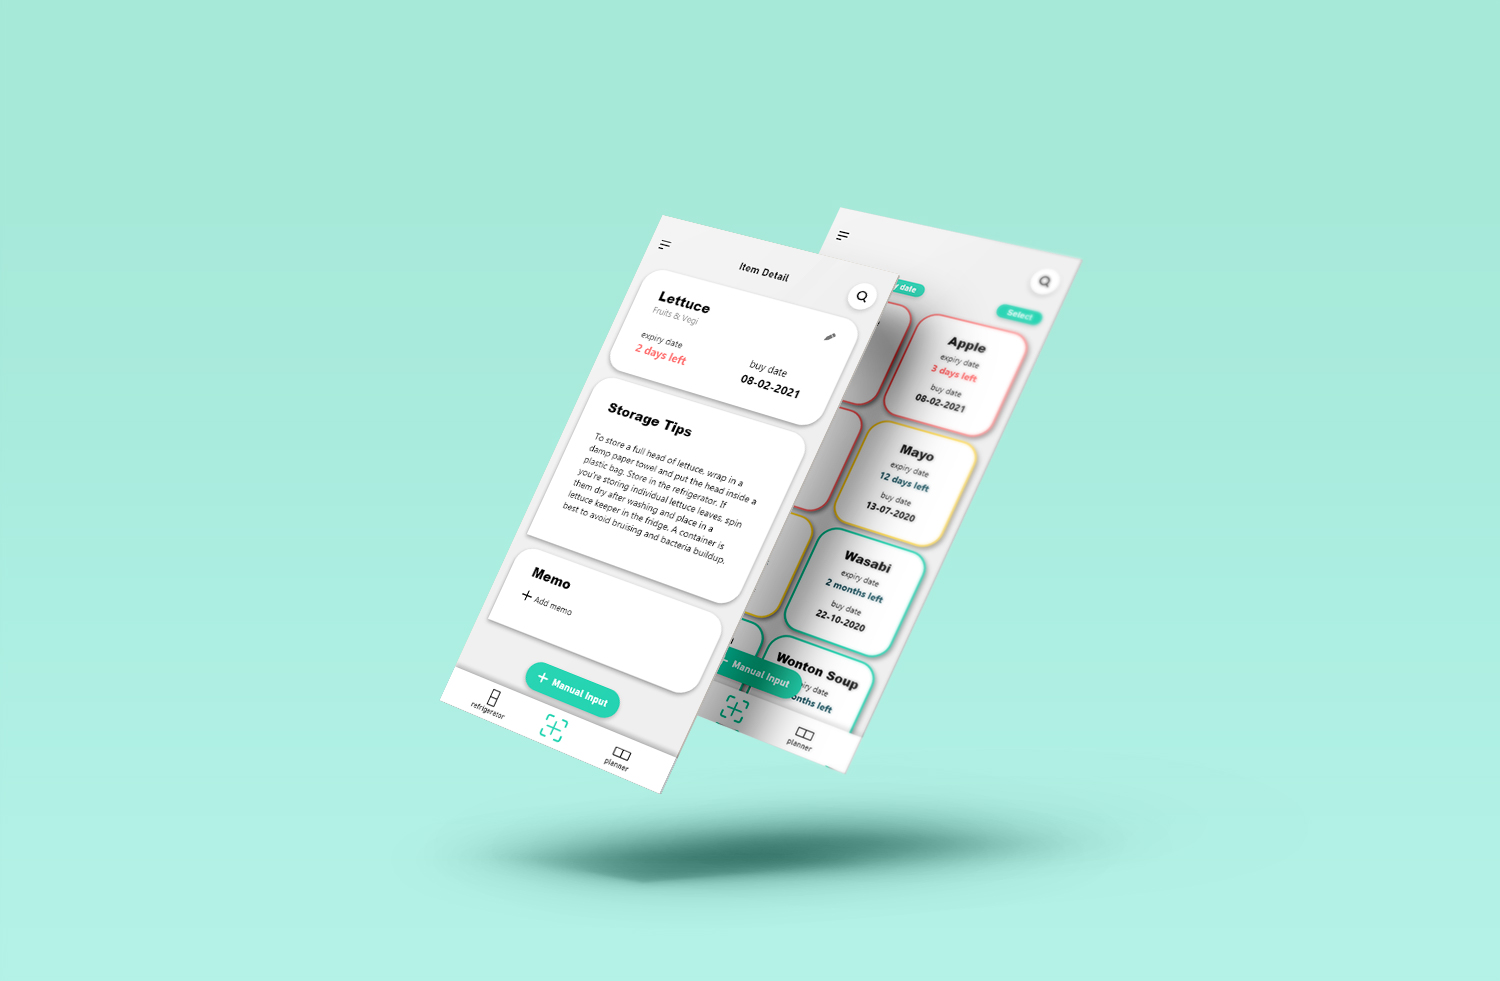 Item Detail
Lettuce
Fruits & Vegi
expiry date
2 days left
buy date
08-02-2021
Storage Tips
To store a full head of lettuce, wrap in a
damp paper towel and put the head inside a
plastic bag. Store in the refrigerator. If
you're storing individual lettuce leaves, spin
them dry after washing and place in a
lettuce keeper in the fridge. A container is
best to avoid bruising and bacteria buildup.
Memo
+ Add memo
+ Manual Input
refrigerator
planner
date
Select
Apple
expiry date
3 days left
buy date
08-02-2021
Mayo
expiry date
12 days left
buy date
13-07-2020
Wasabi
expiry date
2 months left
buy date
22-10-2020
Wonton Soup
date
left
Manual Input
planner